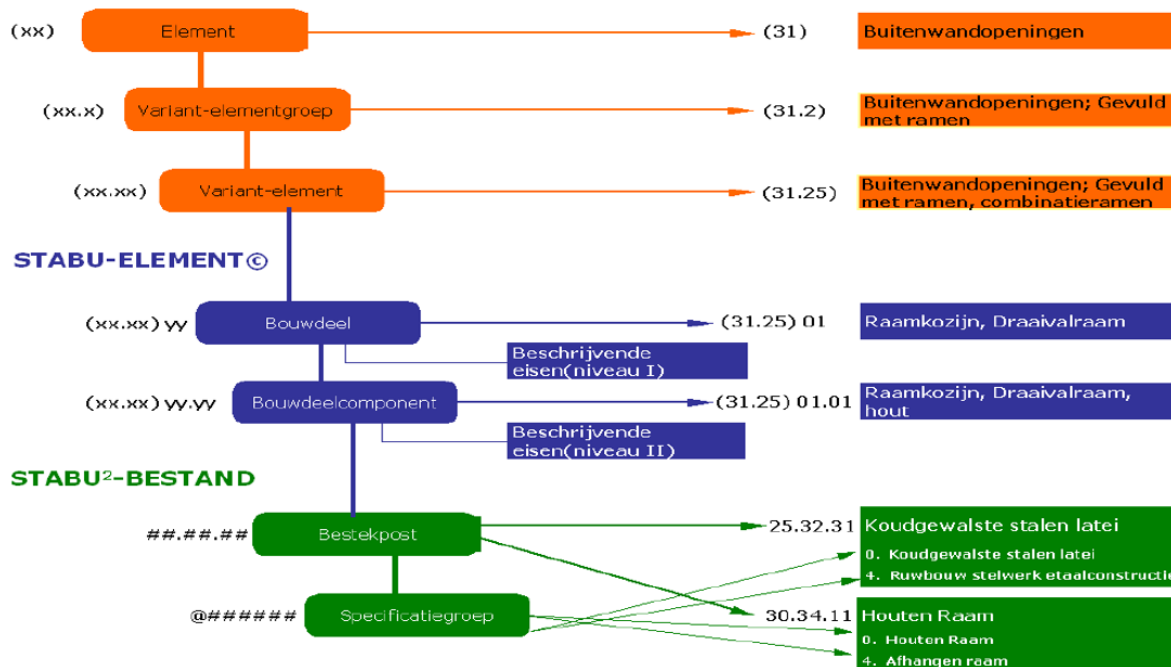 (xx) Element (31) Buitenwandopeningen
(xx.x) Variant-elementgroep (31.2) Buitenwandopeningen; Gevuld
met ramen
(xx.xx) Variant-element (31.25) Buitenwandopeningen; Gevuld
met ramen, combinatieramen
STABU-ELEMENT©
(xx.xx) yy Bouwdeel (31.25) 01 Raamkozijn, Draaivalraam
Beschrijvende
eisen(niveau I)
(xx.xx) yy.yy Bouwdeelcomponent (31.25) 01.01 Raamkozijn, Draaivalraam,
hout
Beschrijvende
eisen(niveau II)
STABU²-BESTAND
##.##.## Bestekpost 25.32.31 Koudgewalste stalen latei
0. Koudgewalste stalen latei
4. Ruwbouw stelwerk etaalconstructie
@###### Specificatiegroep 30.34.11 Houten Raam
0. Houten Raam
4. Afhangen raam